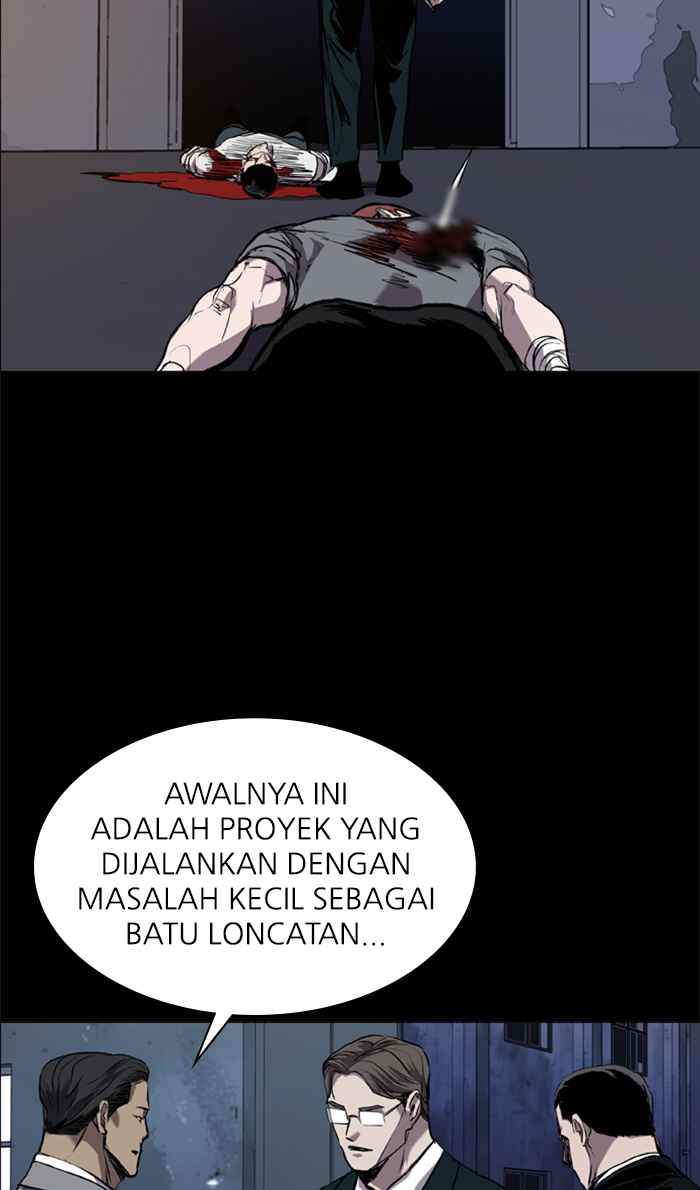 AWALNYA INI
ADALAH PROYEK YANG
DIJALANKAN DENGAN
MASALAH KECIL SEBAGAI
BATU LONCATAN...